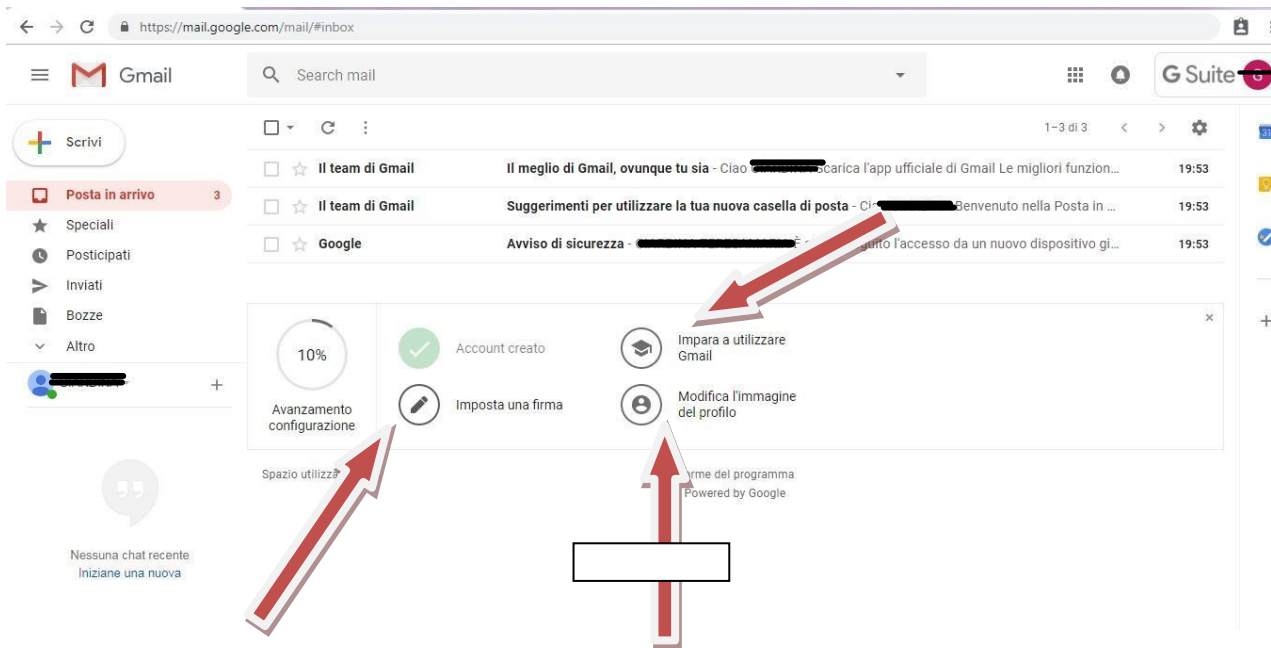 https://mail.google.com/mail/#inbox
Gmail
Search mail
G Suite
G
Scrivi
1–3 di 3
Il team di Gmail Il meglio di Gmail, ovunque tu sia - Ciao Scarica l'app ufficiale di Gmail Le migliori funzion... 19:53
Posta in arrivo 3
Il team di Gmail Suggerimenti per utilizzare la tua nuova casella di posta - Benvenuto nella Posta in ... 19:53
Speciali
Google Avviso di sicurezza - È l'accesso da un nuovo dispositivo gi... 19:53
Posticipati
Inviati
Bozze
Altro
10%
Avanzamento
configurazione
Account creato
Imposta una firma
Impara a utilizzare
Gmail
Modifica l'immagine
del profilo
Spazio
del programma
Powered by Google
Nessuna chat recente
Iniziane una nuova
31